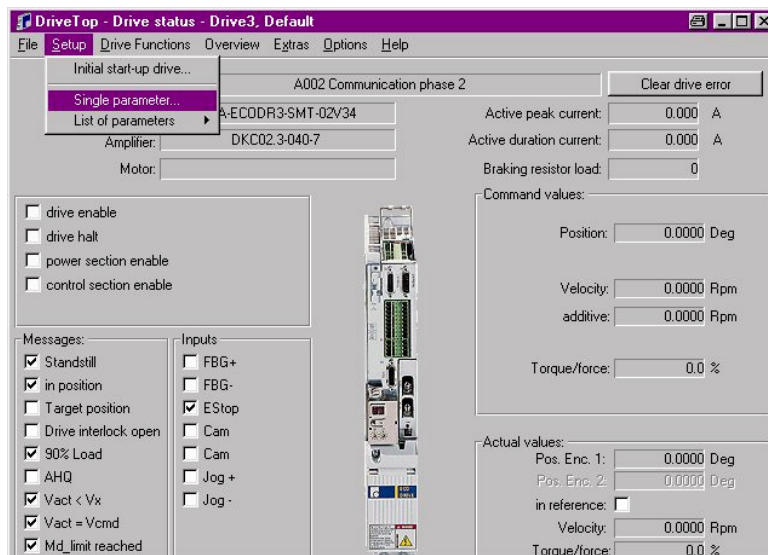 DriveTop - Drive status - Drive3, Default
File Setup Drive Functions Overview Extras Options Help
Initial start-up drive...
Single parameter...
List of parameters
A002 Communication phase 2
Clear drive error
A-ECODR3-SMT-02V34
Active peak current: 0.000 A
Amplifier: DKC02.3-040-7
Active duration current: 0.000 A
Motor:
Braking resistor load: 0
drive enable
drive halt
power section enable
control section enable
Command values:
Position: 0.0000 Deg
Velocity: 0.0000 Rpm
additive: 0.0000 Rpm
Torque/force: 0.0 %
Messages:
Standstill
in position
Target position
Drive interlock open
90% Load
AHQ
Vact < Vx
Vact = Vcmd
Md_limit reached
Inputs
FBG+
FBG-
EStop
Cam
Cam
Jog +
Jog -
Actual values:
Pos. Enc. 1: 0.0000 Deg
Pos. Enc. 2: 0.0000 Deg
in reference:
Velocity: 0.0000 Rpm
Torque/force: 0.0 %